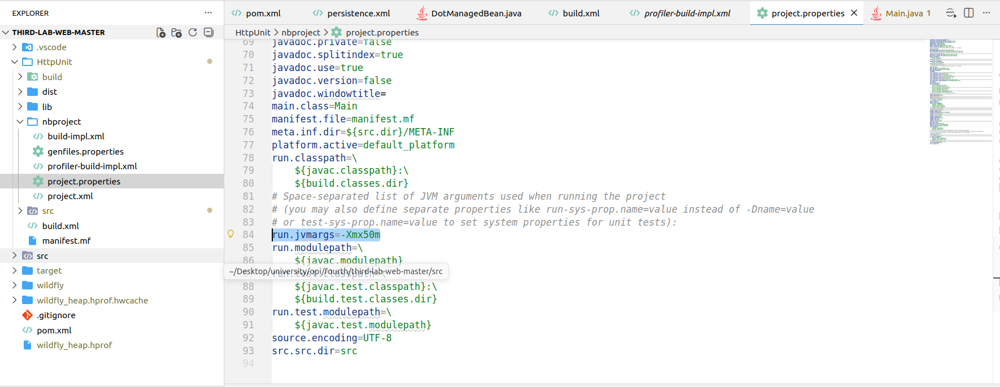 EXPLORER
THIRD-LAB-WEB-MASTER
.vscode
HttpUnit
build
dist
lib
nbproject
build-impl.xml
genfiles.properties
profiler-build-impl.xml
project.properties
project.xml
src
build.xml
manifest.mf
src
target
wildfly
wildfly_heap.hprof.hwcache
.gitignore
pom.xml
wildfly_heap.hprof
pom.xml
persistence.xml
DotManagedBean.java
build.xml
profiler-build-impl.xml
project.properties
Main.java 1
HttpUnit > nbproject > project.properties
69 javadoc.private=false
70 javadoc.splitindex=true
71 javadoc.use=true
72 javadoc.version=false
73 javadoc.windowtitle=
74 main.class=Main
75 manifest.file=manifest.mf
76 meta.inf.dir=${src.dir}/META-INF
77 platform.active=default_platform
78 run.classpath=\
79 ${javac.classpath}:\
80 ${build.classes.dir}
81 # Space-separated list of JVM arguments used when running the project
82 # (you may also define separate properties like run-sys-prop.name=value instead of -Dname=value
83 # or test-sys-prop.name=value to set system properties for unit tests):
84 run.jvmargs=-Xmx50m
85 run.modulepath=\
86 ${javac.modulepath}
~/Desktop/university/opi/fourth/third-lab-web-master/src
87 run.test.classpath=\
88 ${javac.test.classpath}:\
89 ${build.test.classes.dir}
90 run.test.modulepath=\
91 ${javac.test.modulepath}
92 source.encoding=UTF-8
93 src.src.dir=src
94